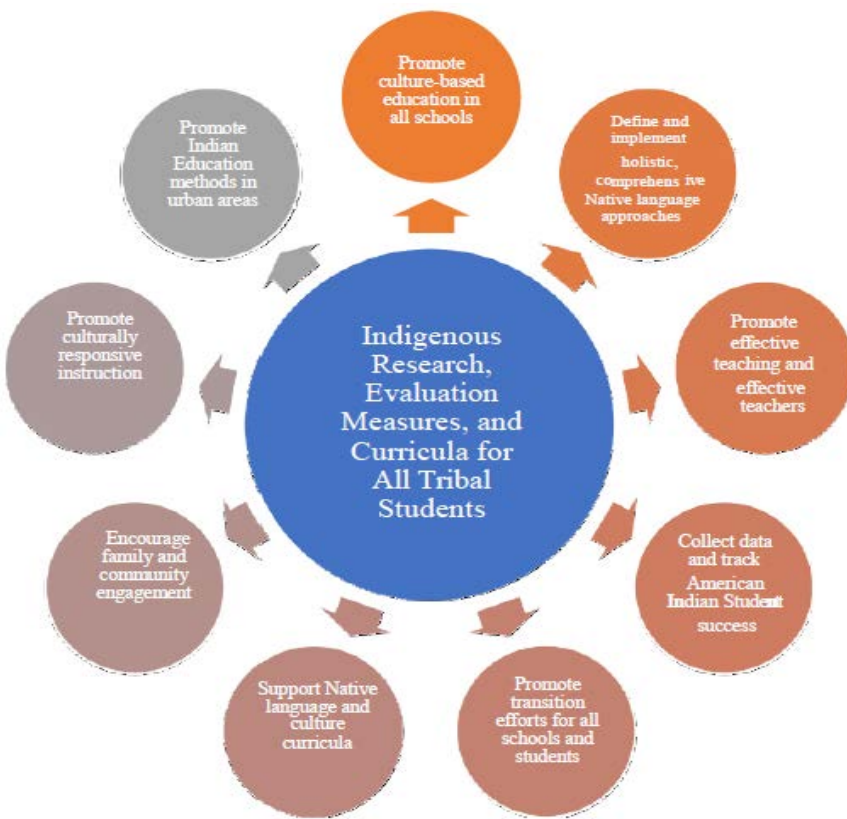 Promote
culture-based
education in
all schools
Define and
implement
holistic,
comprehens ive
Native language
approaches
Promote
effective
teaching and
effective
teachers
Collect data
and track
American
Indian Student
success
Promote
transition
efforts for all
schools and
students
Support Native
language and
culture
curricula
Encourage
family and
community
engagement
Promote
culturally
responsive
instruction
Promote
Indian
Education
methods in
urban areas
Indigenous
Research,
Evaluation
Measures, and
Curricula for
All Tribal
Students